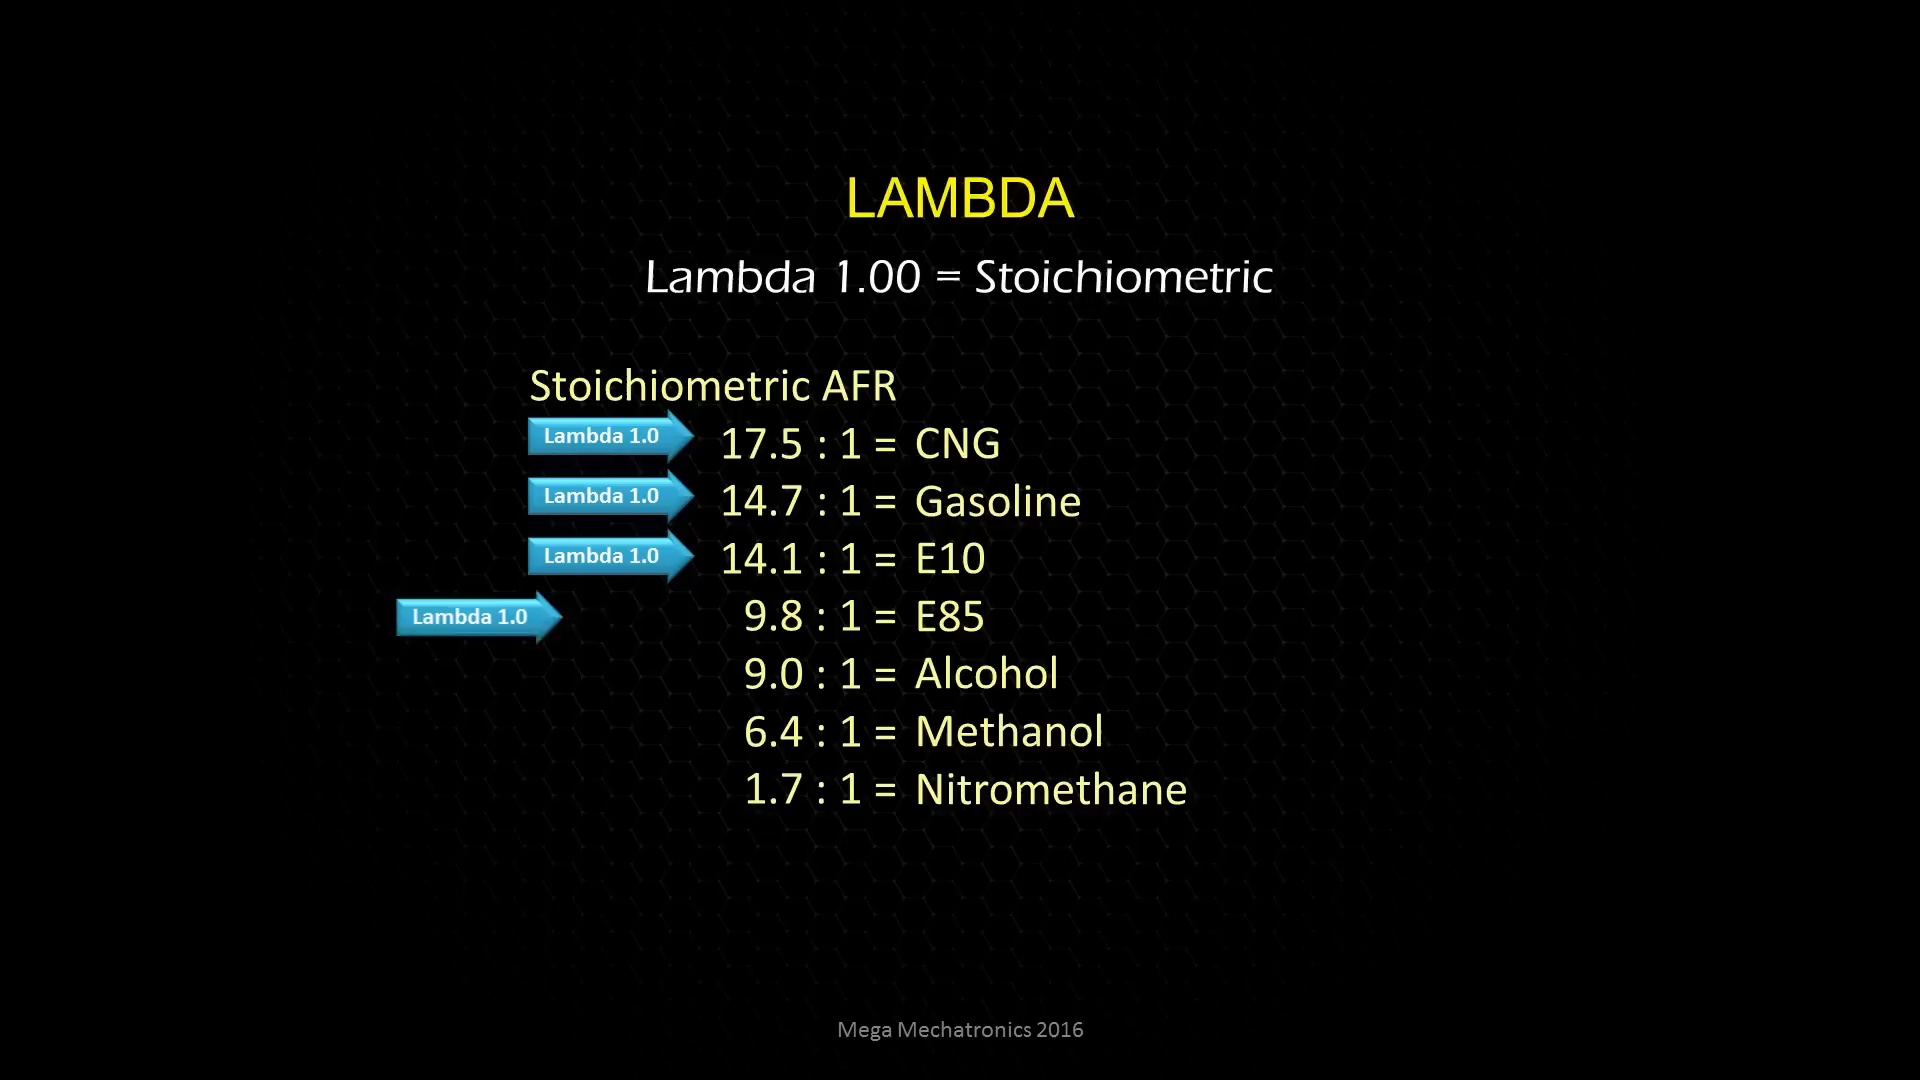 LAMBDA
Lambda 1.00 = Stoichiometric
Stoichiometric AFR
Lambda 1.0 17.5 : 1 = CNG
Lambda 1.0 14.7 : 1 = Gasoline
Lambda 1.0 14.1 : 1 = E10
Lambda 1.0 9.8 : 1 = E85
9.0 : 1 = Alcohol
6.4 : 1 = Methanol
1.7 : 1 = Nitromethane
Mega Mechatronics 2016